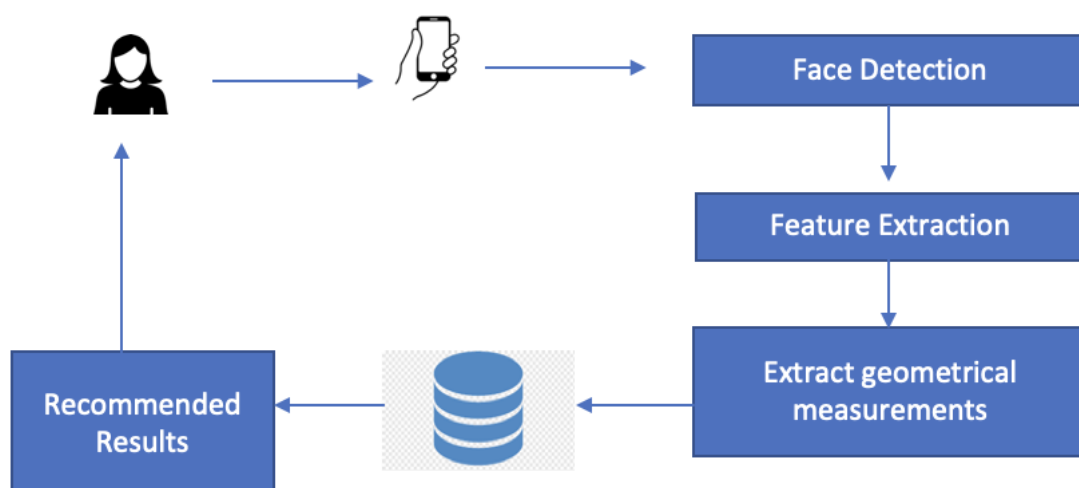 Face Detection
Feature Extraction
Extract geometrical
measurements
Recommended
Results